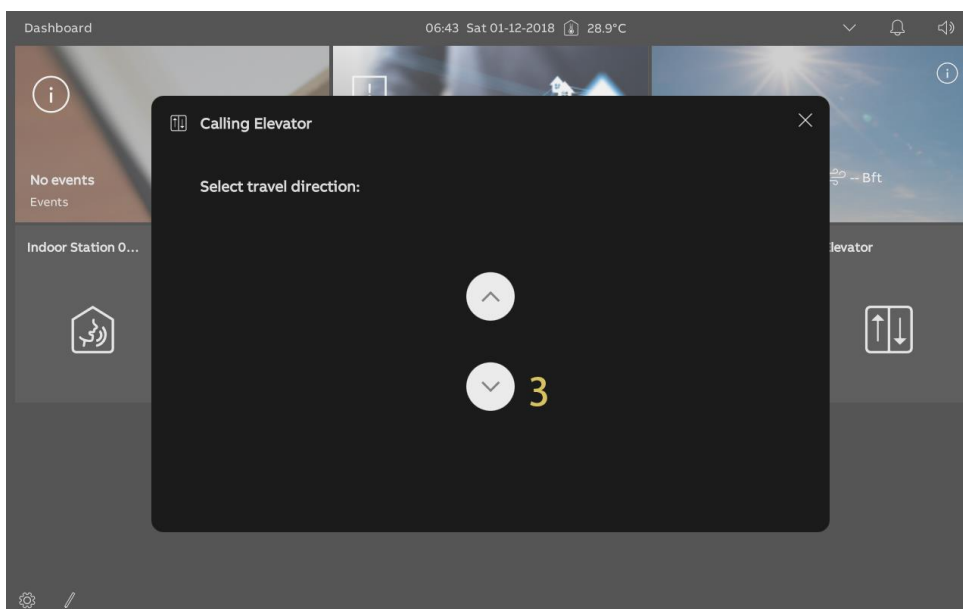 Dashboard
06:43 Sat 01-12-2018 28.9°C
Calling Elevator
Select travel direction:
No events
Events
-- Bft
Indoor Station 0...
levator
3